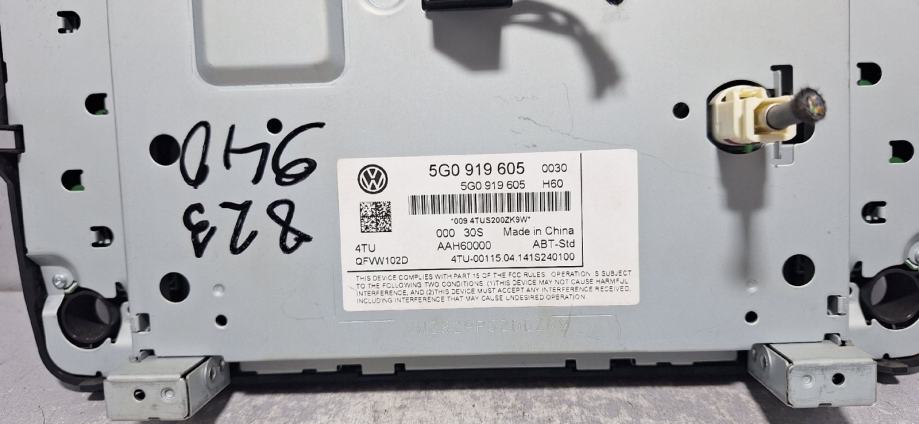 940
823
5G0 919 605 0030
5G0 919 605 H60
*009 4TUS200ZK9W*
000 30S Made in China
4TU AAH60000 ABT-Std
QFVW102D 4TU-00115.04.141S240100
THIS DEVICE COMPLIES WITH PART 15 OF THE FCC RULES. OPERATION IS SUBJECT
TO THE FOLLOWING TWO CONDITIONS: (1)THIS DEVICE MAY NOT CAUSE HARMFUL
INTERFERENCE, AND (2)THIS DEVICE MUST ACCEPT ANY INTERFERENCE RECEIVED,
INCLUDING INTERFERENCE THAT MAY CAUSE UNDESIRED OPERATION.